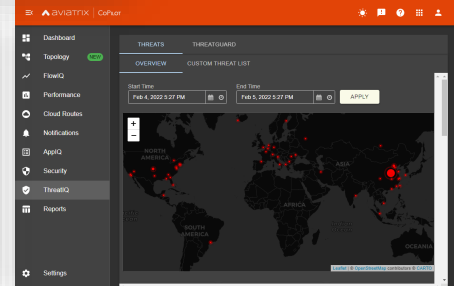 AVIATRIX | CoPilot
Dashboard
Topology NEW
FlowIQ
Performance
Cloud Routes
Notifications
AppIQ
Security
ThreatIQ
Reports
Settings
THREATS THREATGUARD
OVERVIEW CUSTOM THREAT LIST
Start Time End Time
Feb 4, 2022 5:27 PM Feb 5, 2022 5:27 PM APPLY
+
−
NORTH
AMERICA
ASIA
AFRICA
SOUTH
AMERICA
OCEANIA
Leaflet | © OpenStreetMap contributors © CARTO